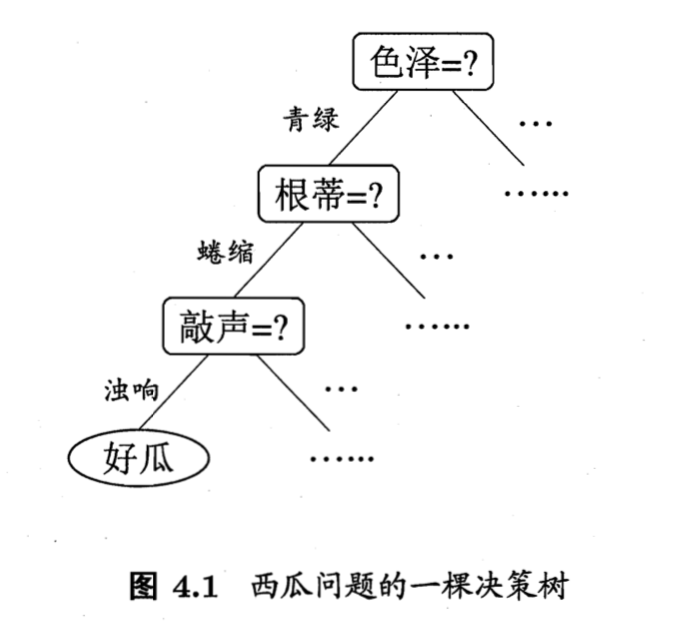 色泽=?
青绿
…
……
根蒂=?
蜷缩
…
……
敲声=?
浊响
…
好瓜
……
图 4.1 西瓜问题的一棵决策树